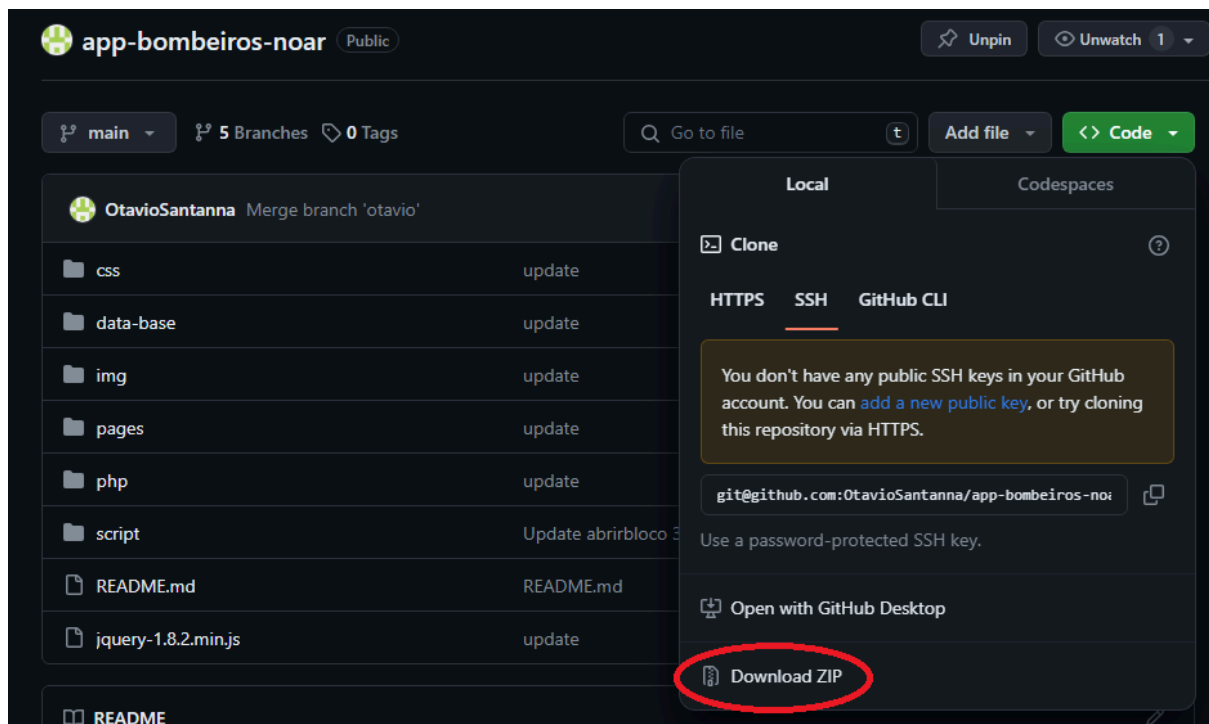 app-bombeiros-noar Public Unpin Unwatch 1
main 5 Branches 0 Tags Go to file t Add file Code
Local Codespaces
OtavioSantanna Merge branch 'otavio'
Clone
HTTPS SSH GitHub CLI
You don't have any public SSH keys in your GitHub
account. You can add a new public key, or try cloning
this repository via HTTPS.
git@github.com:OtavioSantanna/app-bombeiros-noa
Use a password-protected SSH key.
Open with GitHub Desktop
Download ZIP
css update
data-base update
img update
pages update
php update
script Update abrirbloco 3
README.md README.md
jquery-1.8.2.min.js update
README